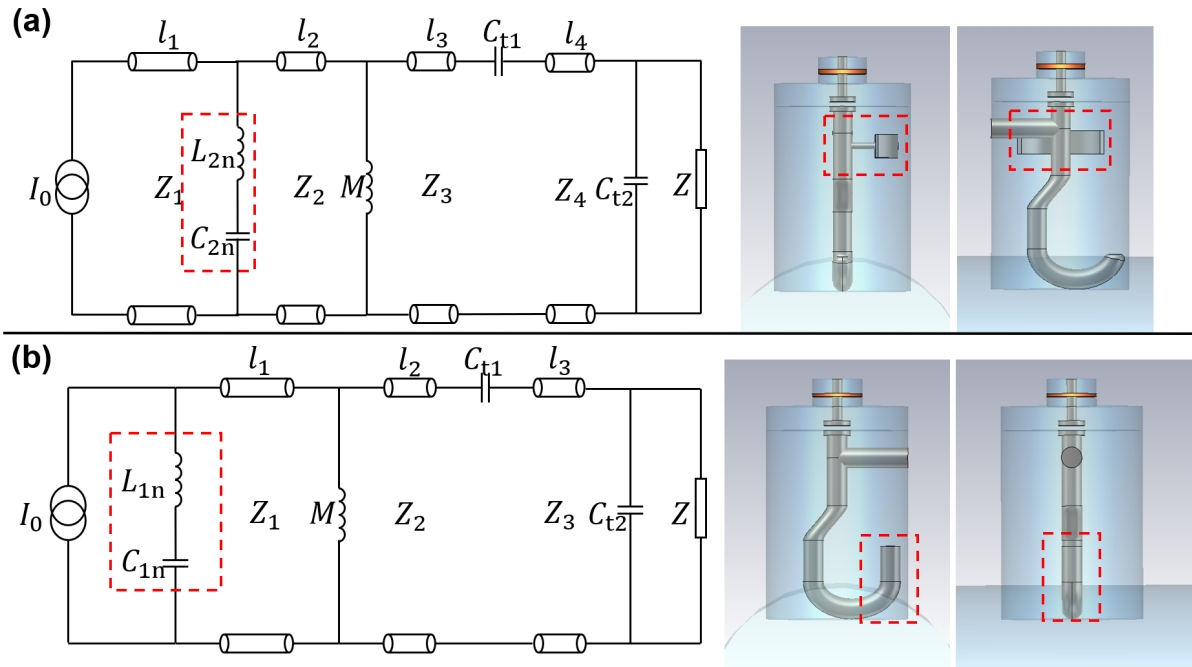 (a)
l₁ l₂ l₃ Cₜ₁ l₄
L₂ₙ
I₀ Z₁ Z₂ M Z₃ Z₄ Cₜ₂ Z
C₂ₙ
(b)
l₁ l₂ Cₜ₁ l₃
L₁ₙ
I₀ Z₁ M Z₂ Z₃ Cₜ₂ Z
C₁ₙ